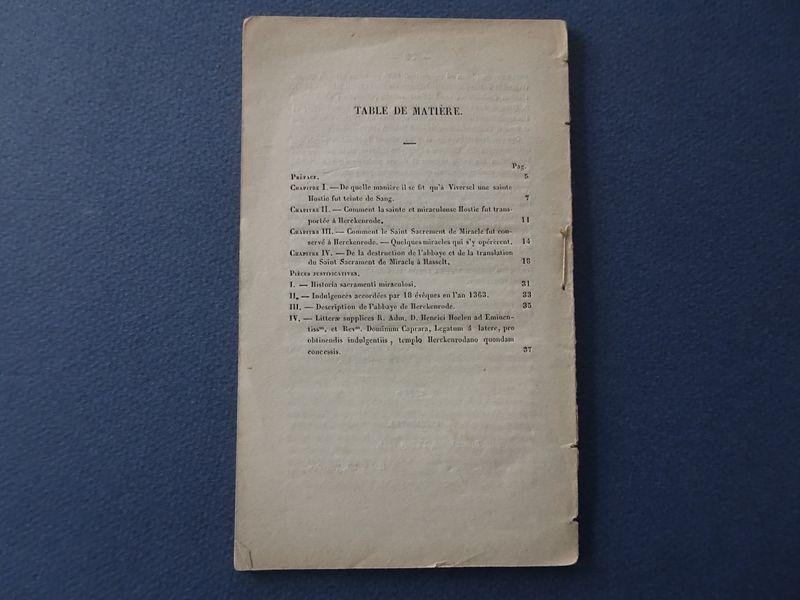 TABLE DE MATIÈRE.
Pag.
PRÉFACE. 5
CHAPITRE I. — De quelle manière il se fit qu'à Viversel une sainte
Hostie fut teinte de Sang. 7
CHAPITRE II. — Comment la sainte et miraculeuse Hostie fut trans-
portée à Herckenrode. 11
CHAPITRE III. — Comment le Saint Sacrement de Miracle fut con-
servé à Herckenrode. — Quelques miracles qui s'y opérèrent. 14
CHAPITRE IV. — De la destruction de l'abbaye et de la translation
du Saint Sacrament de Miracle à Hasselt. 18
PIÈCES JUSTIFICATIVES.
I. — Historia sacramenti miraculosi. 31
II. — Indulgences accordées par 18 évêques en l'an 1363. 33
III. — Description de l'abbaye de Herckenrode. 35
IV. — Litteræ supplices R. Adm. D. Henrici Hoelen ad Eminen-
tissm. et Revm. Dominum Caprara, Legatum à latere, pro
obtinendis indulgentiis, templo Herckenrodano quondam
concessis. 37